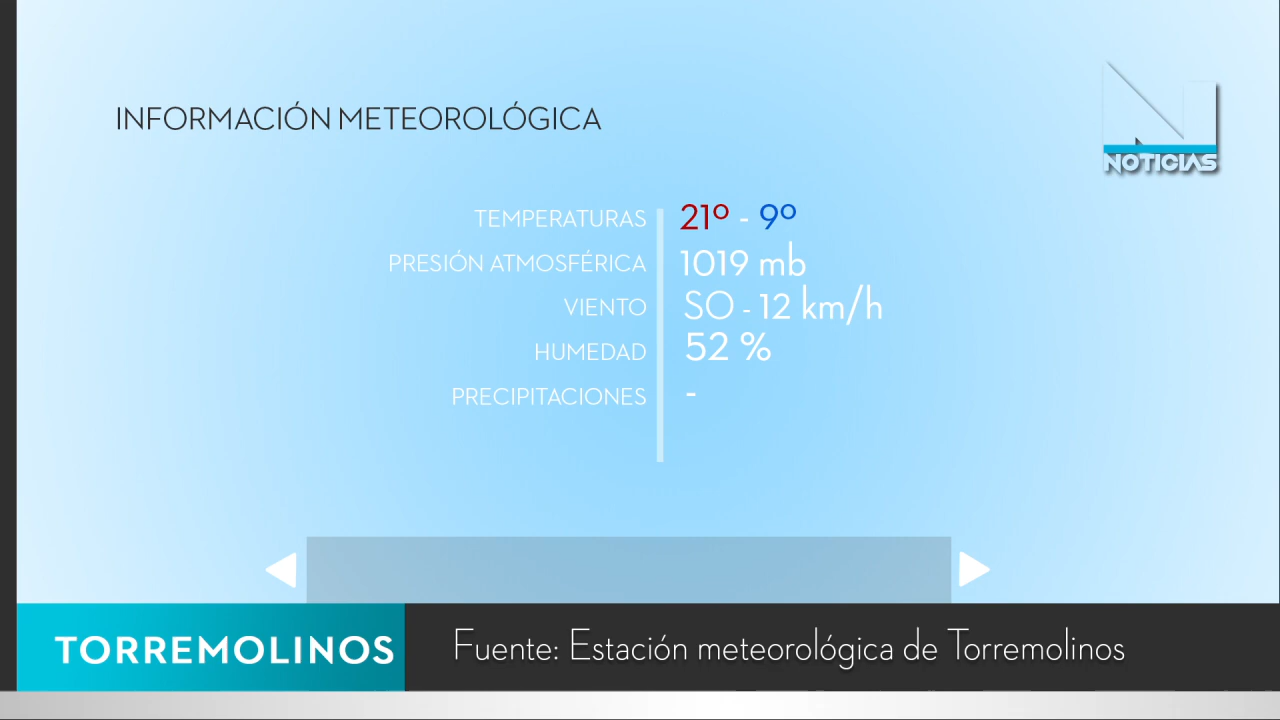 INFORMACIÓN METEOROLÓGICA
NOTICIAS
TEMPERATURAS 21º - 9º
PRESIÓN ATMOSFÉRICA 1019 mb
VIENTO SO - 12 km/h
HUMEDAD 52 %
PRECIPITACIONES -
TORREMOLINOS Fuente: Estación meteorológica de Torremolinos